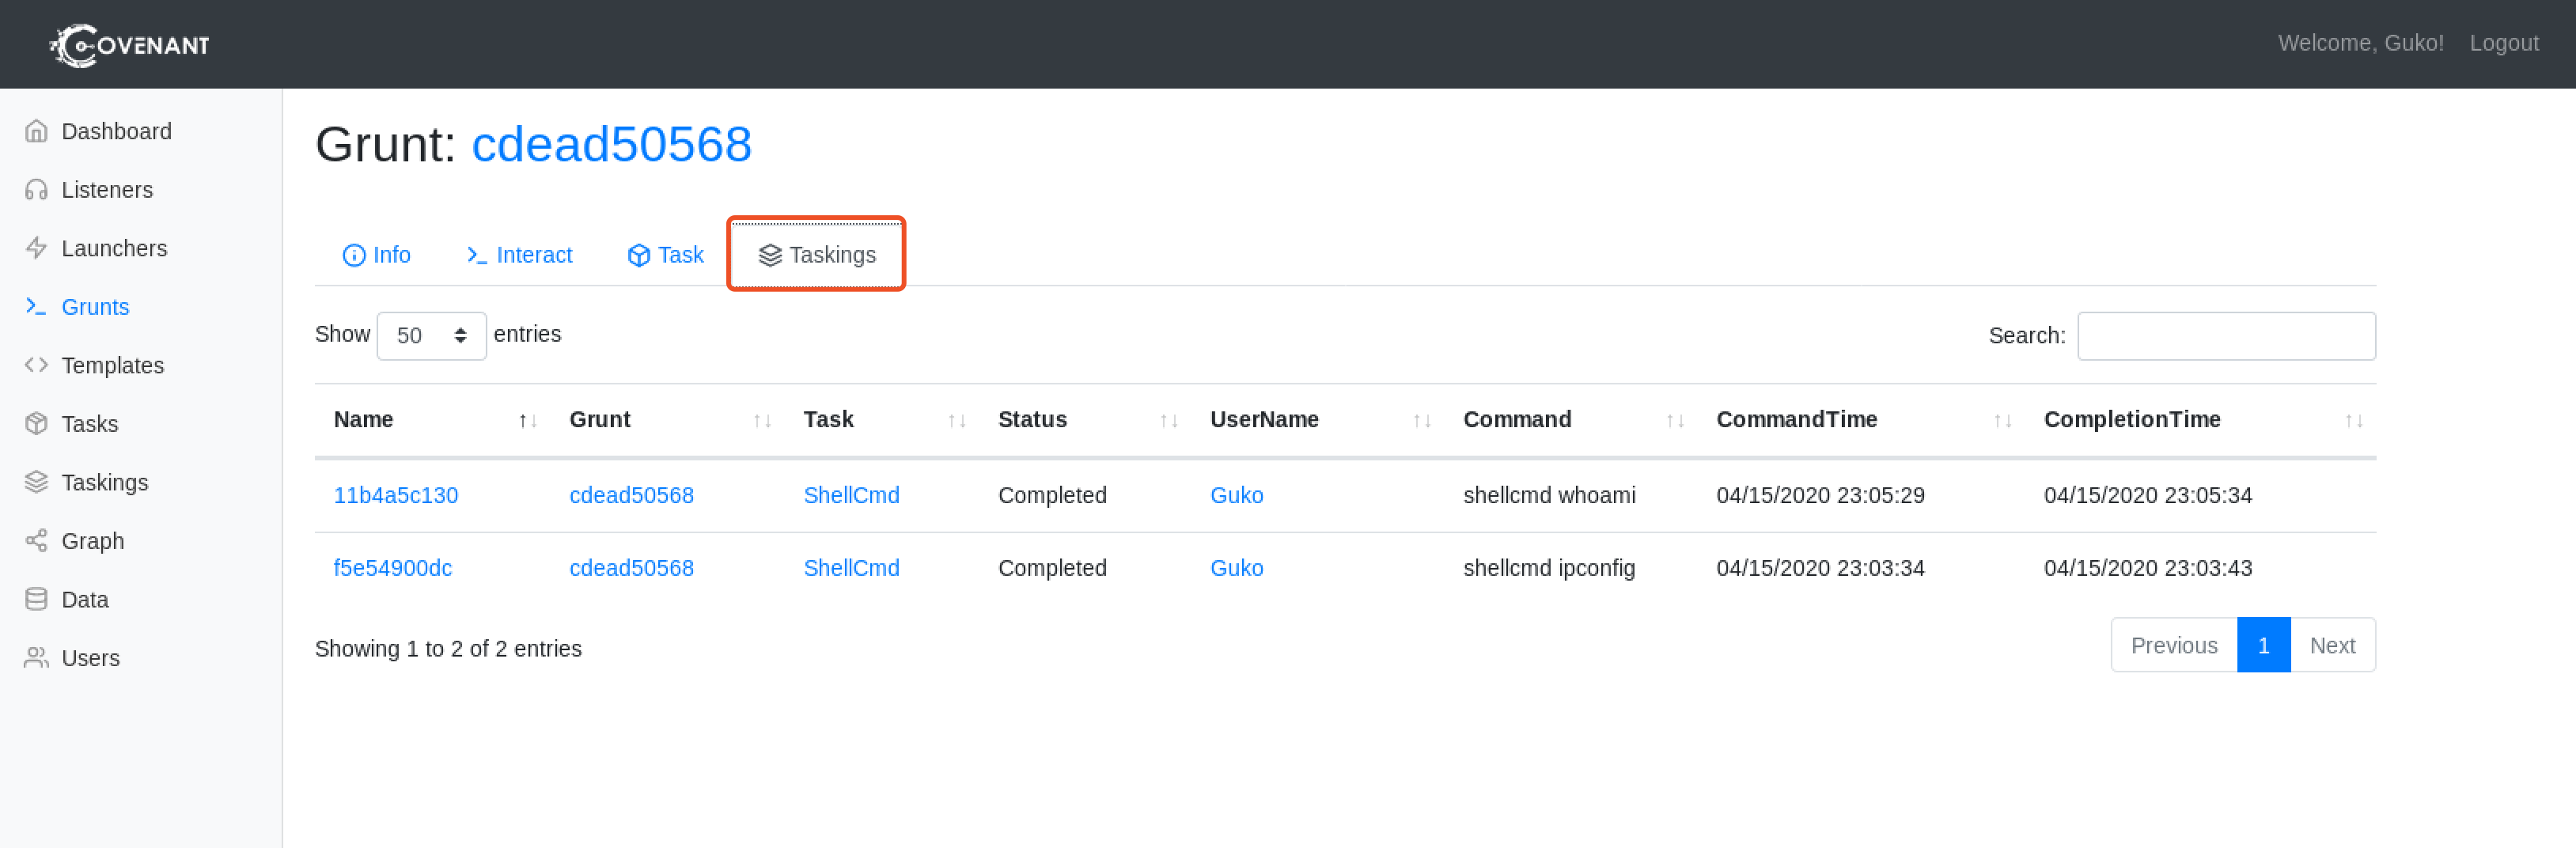 COVENANT
Welcome, Guko! Logout
Dashboard
Listeners
Launchers
Grunts
Templates
Tasks
Taskings
Graph
Data
Users
Grunt: cdead50568
Info Interact Task Taskings
Show 50 entries Search:
Name Grunt Task Status UserName Command CommandTime CompletionTime
11b4a5c130 cdead50568 ShellCmd Completed Guko shellcmd whoami 04/15/2020 23:05:29 04/15/2020 23:05:34
f5e54900dc cdead50568 ShellCmd Completed Guko shellcmd ipconfig 04/15/2020 23:03:34 04/15/2020 23:03:43
Showing 1 to 2 of 2 entries
Previous 1 Next